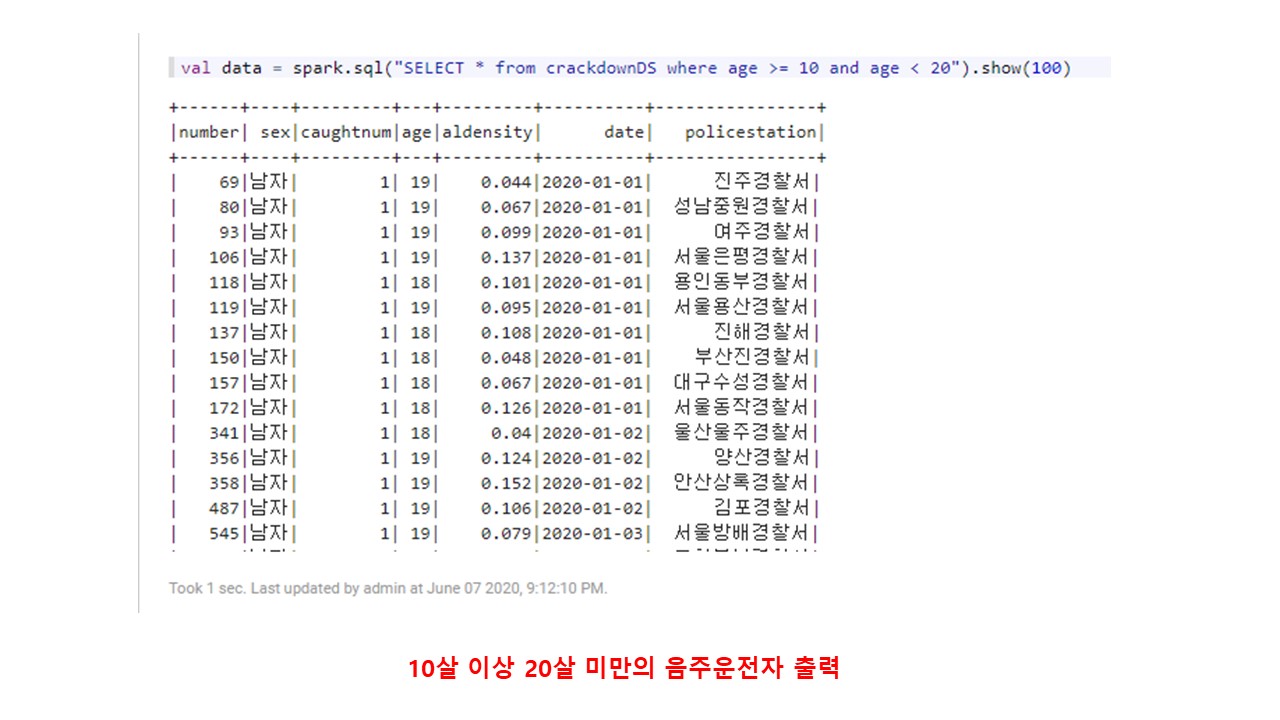 val data = spark.sql("SELECT * from crackdownDS where age >= 10 and age < 20").show(100)
+------+----+---------+---+---------+----------+----------------+
|number| sex|caughtnum|age|aldensity|      date|   policestation|
+------+----+---------+---+---------+----------+----------------+
|    69|남자|        1| 19|    0.044|2020-01-01|      진주경찰서|
|    80|남자|        1| 19|    0.067|2020-01-01|  성남중원경찰서|
|    93|남자|        1| 19|    0.099|2020-01-01|      여주경찰서|
|   106|남자|        1| 19|    0.137|2020-01-01|  서울은평경찰서|
|   118|남자|        1| 18|    0.101|2020-01-01|  용인동부경찰서|
|   119|남자|        1| 19|    0.095|2020-01-01|  서울용산경찰서|
|   137|남자|        1| 18|    0.108|2020-01-01|      진해경찰서|
|   150|남자|        1| 18|    0.048|2020-01-01|    부산진경찰서|
|   157|남자|        1| 18|    0.067|2020-01-01|  대구수성경찰서|
|   172|남자|        1| 18|    0.126|2020-01-01|  서울동작경찰서|
|   341|남자|        1| 18|     0.04|2020-01-02|  울산울주경찰서|
|   356|남자|        1| 19|    0.124|2020-01-02|      양산경찰서|
|   358|남자|        1| 19|    0.152|2020-01-02|  안산상록경찰서|
|   487|남자|        1| 19|    0.106|2020-01-02|      김포경찰서|
|   545|남자|        1| 19|    0.079|2020-01-03|  서울방배경찰서|
Took 1 sec. Last updated by admin at June 07 2020, 9:12:10 PM.
10살 이상 20살 미만의 음주운전자 출력